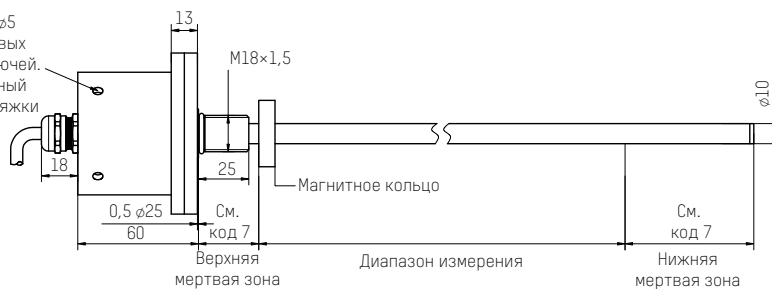 ø5
вых
ючей.
ный
яжки
13
M18×1,5
ø10
18
25
Магнитное кольцо
0,5 ø25
60
См.
код 7
Верхняя
мертвая зона
Диапазон измерения
См.
код 7
Нижняя
мертвая зона